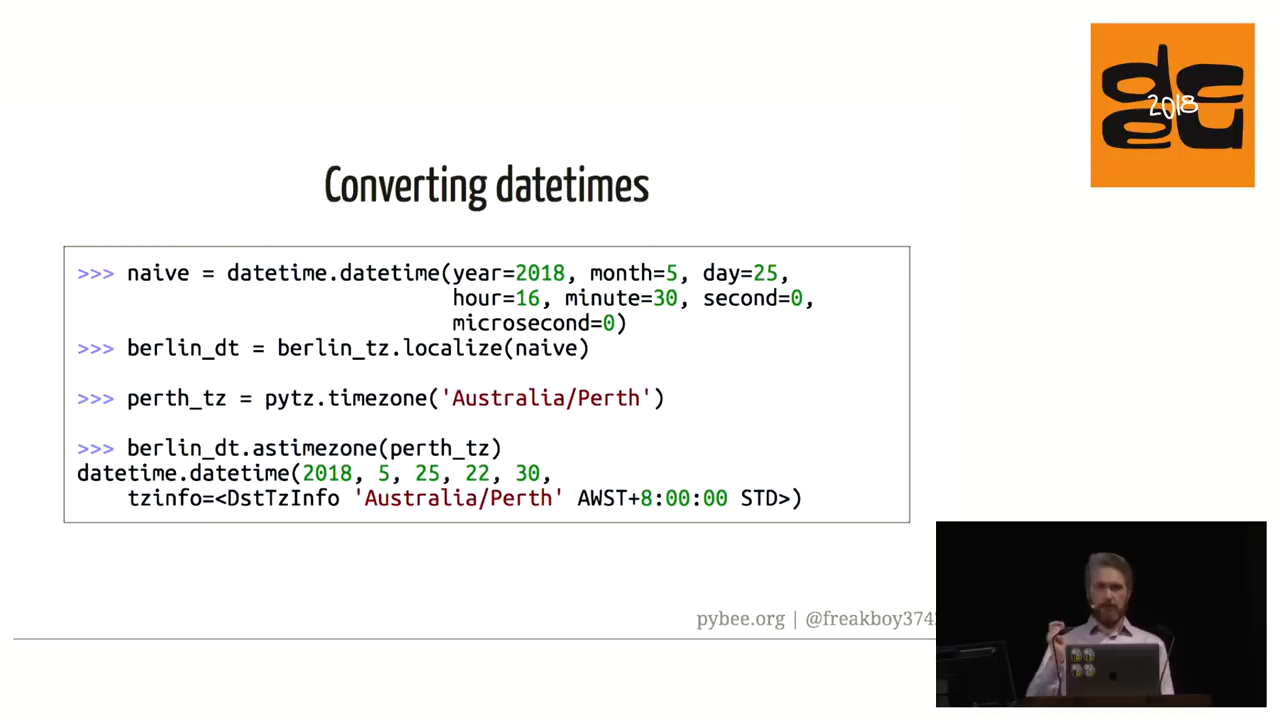 2018
Converting datetimes
>>> naive = datetime.datetime(year=2018, month=5, day=25,
hour=16, minute=30, second=0,
microsecond=0)
>>> berlin_dt = berlin_tz.localize(naive)
>>> perth_tz = pytz.timezone('Australia/Perth')
>>> berlin_dt.astimezone(perth_tz)
datetime.datetime(2018, 5, 25, 22, 30,
tzinfo=<DstTzInfo 'Australia/Perth' AWST+8:00:00 STD>)
pybee.org | @freakboy374